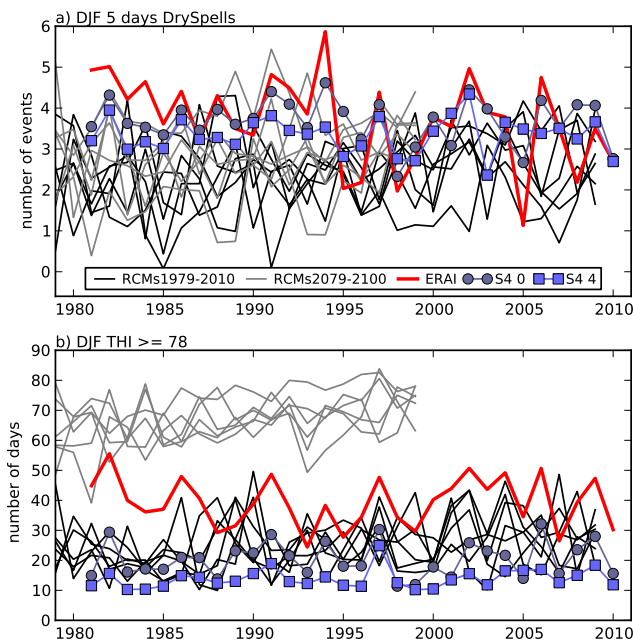 a) DJF 5 days DrySpells
6
5
4
3
2
1
0
number of events
RCMs1979-2010 RCMs2079-2100 ERAI S4 0 S4 4
1980 1985 1990 1995 2000 2005 2010
b) DJF THI >= 78
90
80
70
60
50
40
30
20
10
0
number of days
1980 1985 1990 1995 2000 2005 2010